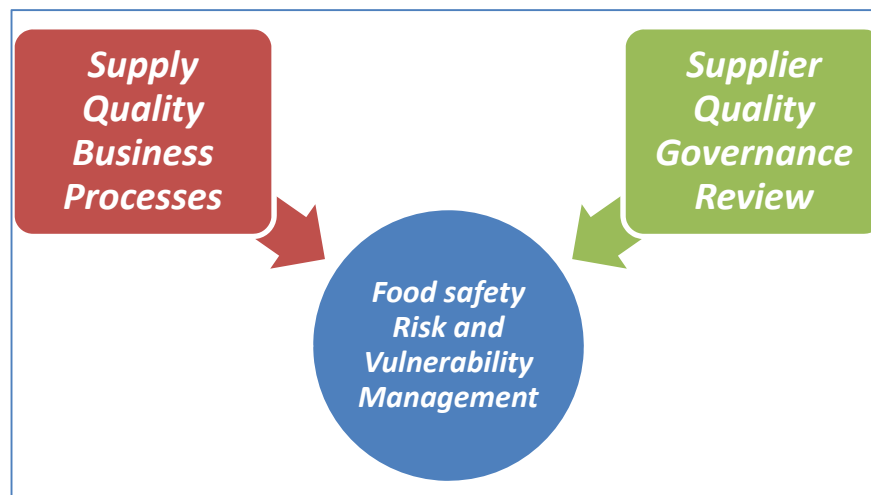 Supply
Quality
Business
Processes
Supplier
Quality
Governance
Review
Food safety
Risk and
Vulnerability
Management